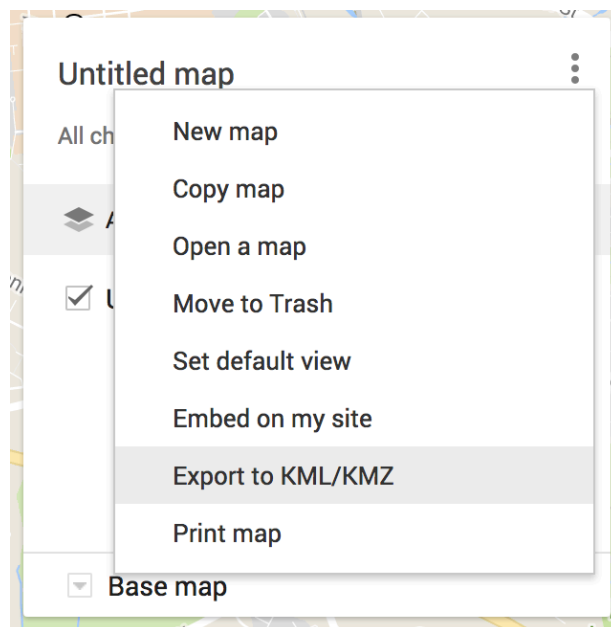 Untitled map
All ch
New map
Copy map
Open a map
Move to Trash
Set default view
Embed on my site
Export to KML/KMZ
Print map
Base map